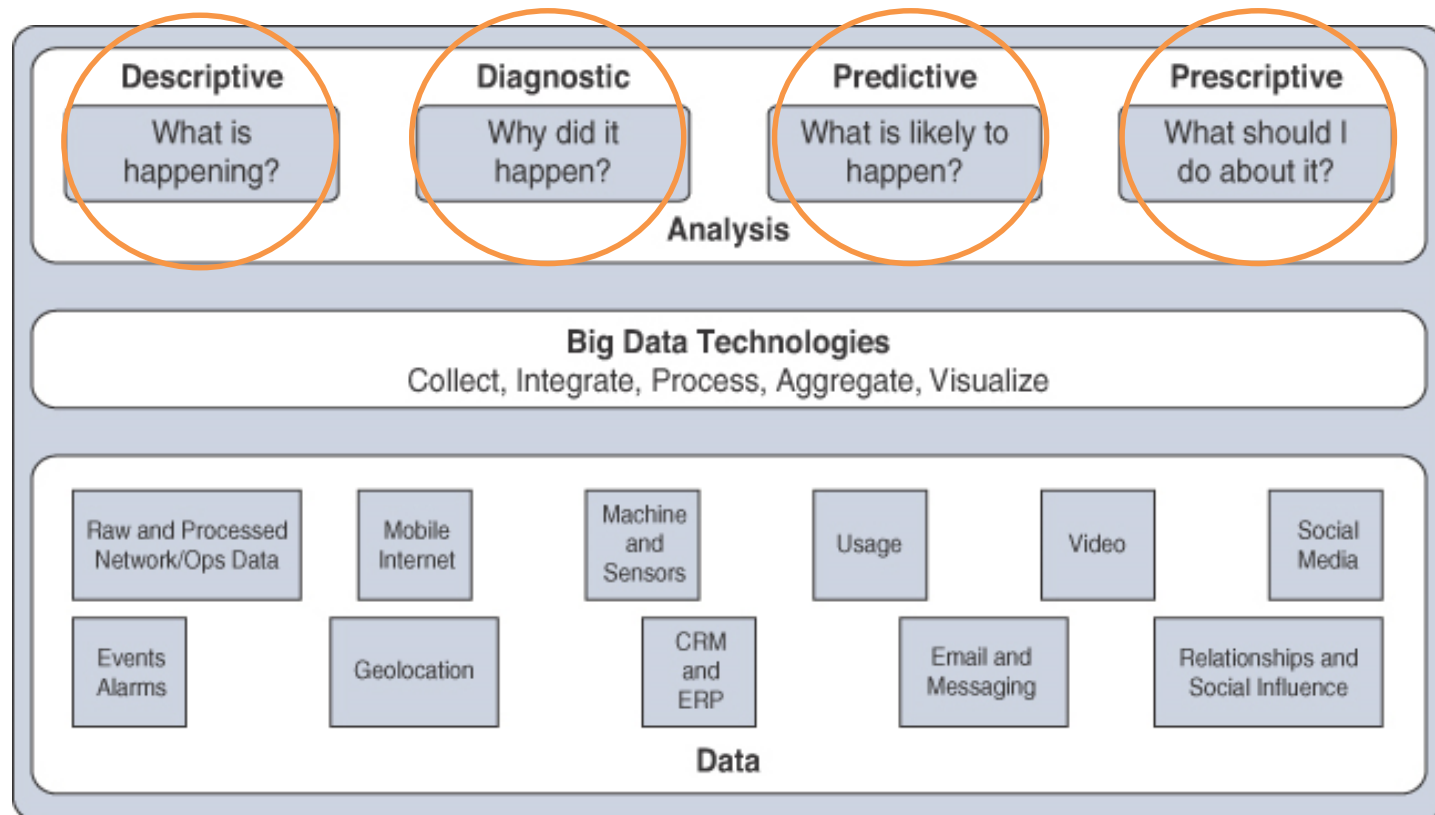 Descriptive
What is
happening?
Diagnostic
Why did it
happen?
Predictive
What is likely to
happen?
Prescriptive
What should I
do about it?
Analysis
Big Data Technologies
Collect, Integrate, Process, Aggregate, Visualize
Raw and Processed
Network/Ops Data
Mobile
Internet
Machine
and
Sensors
Usage
Video
Social
Media
Events
Alarms
Geolocation
CRM
and
ERP
Email and
Messaging
Relationships and
Social Influence
Data